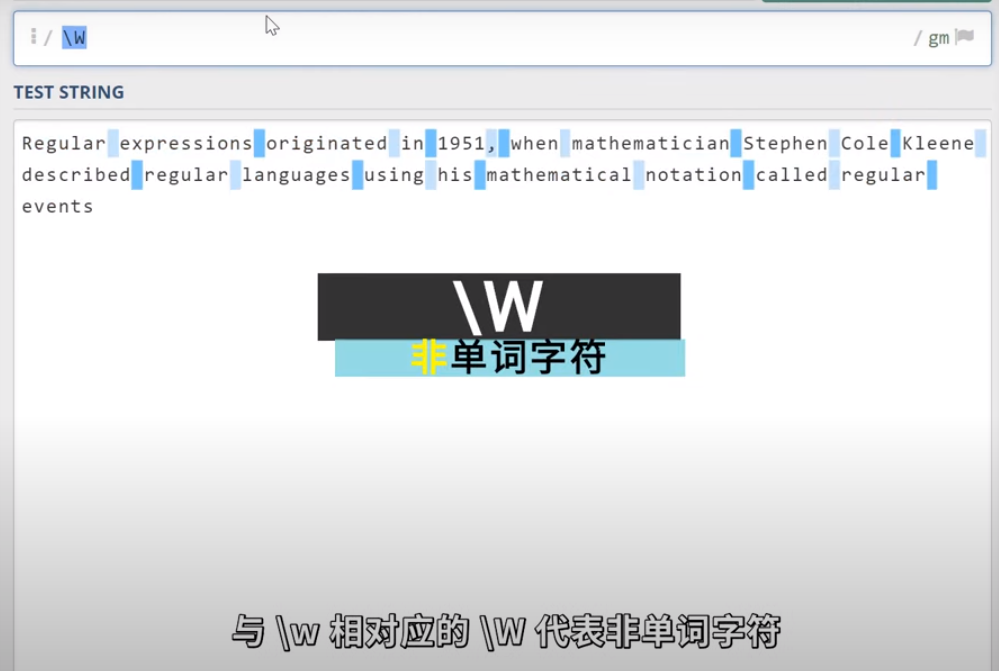 / \W / gm
TEST STRING
Regular expressions originated in 1951, when mathematician Stephen Cole Kleene
described regular languages using his mathematical notation called regular
events
\W
非单词字符
与 \w 相对应的 \W 代表非单词字符